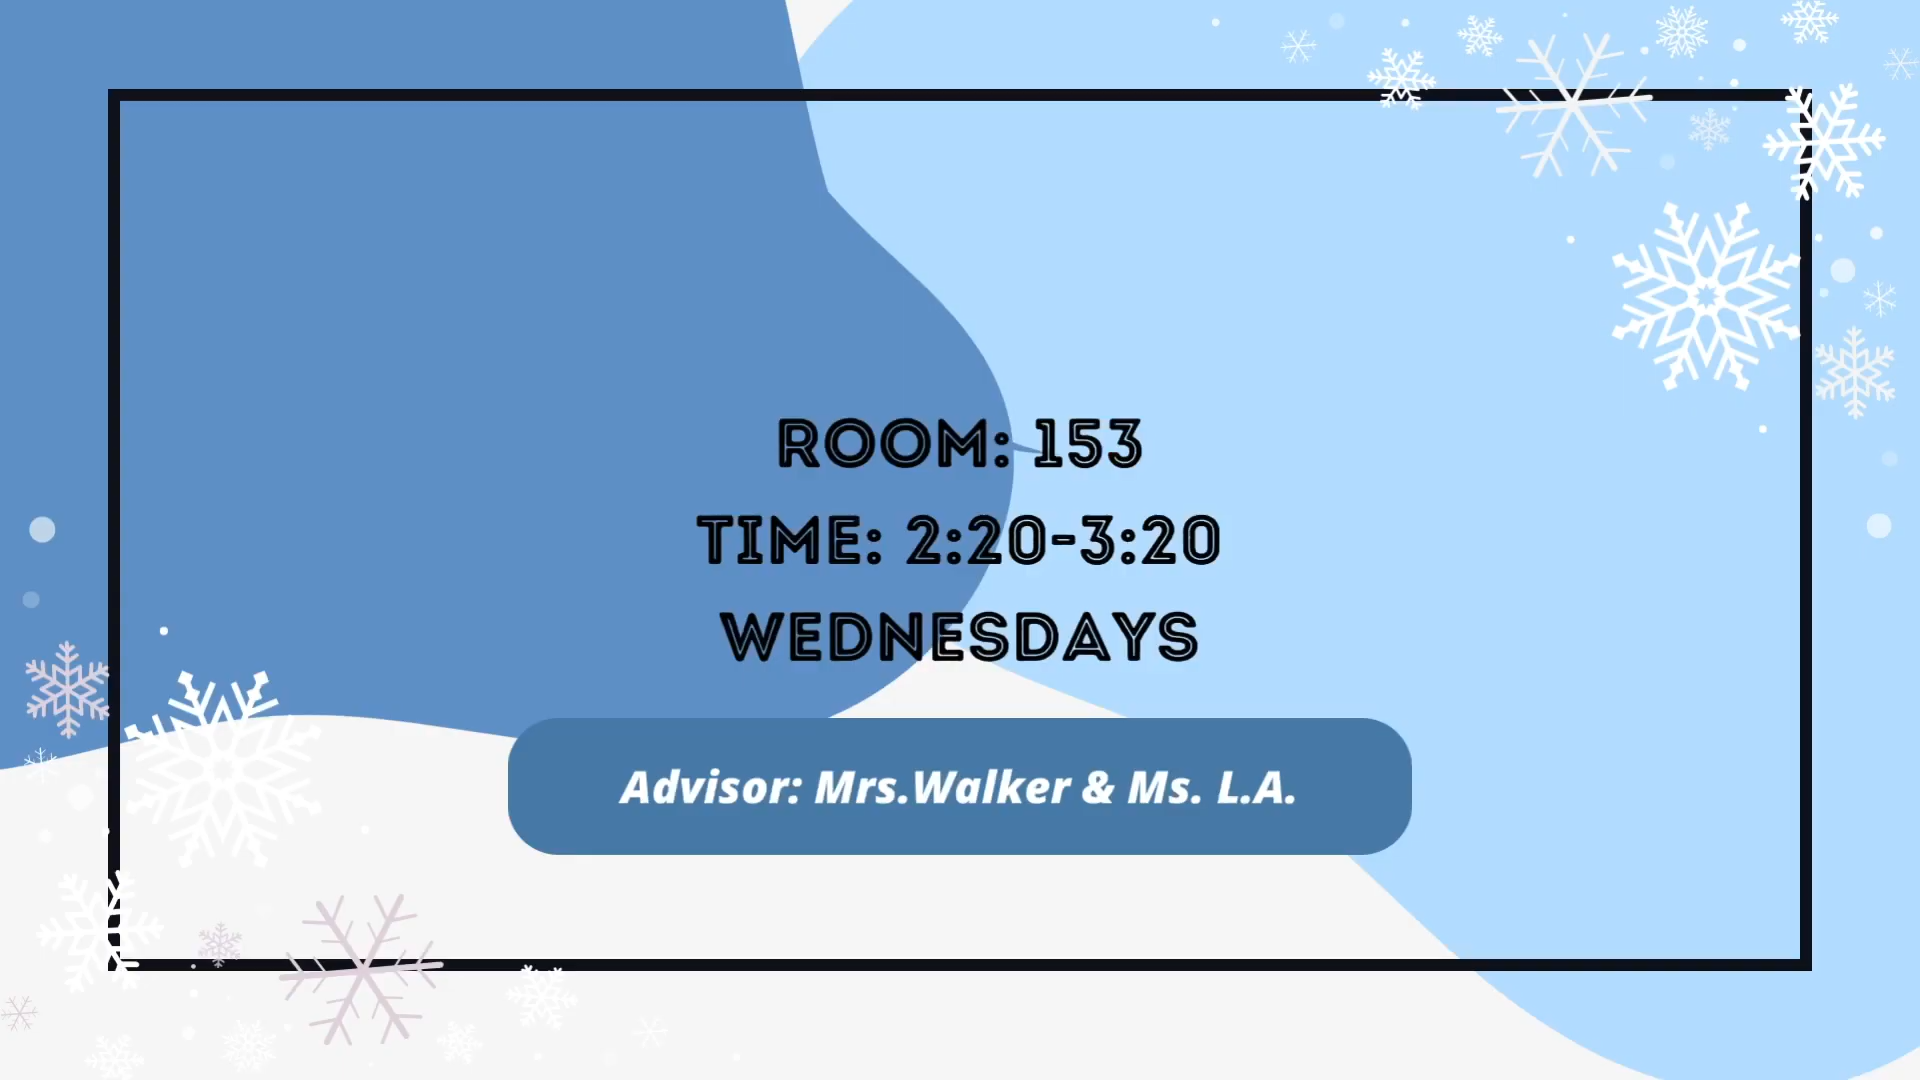 ROOM: 153
TIME: 2:20-3:20
WEDNESDAYS
Advisor: Mrs.Walker & Ms. L.A.